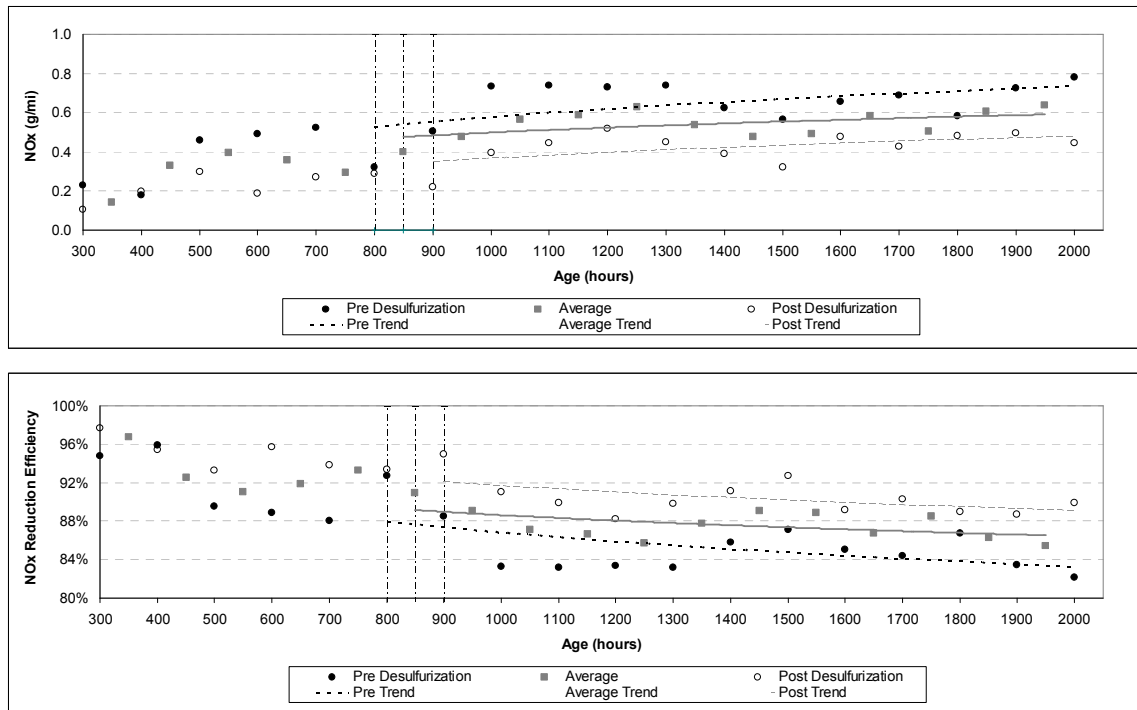 NOx (g/mi)
1.0
0.8
0.6
0.4
0.2
0.0
300 400 500 600 700 800 900 1000 1100 1200 1300 1400 1500 1600 1700 1800 1900 2000
Age (hours)
Pre Desulfurization Average Post Desulfurization
Pre Trend Average Trend Post Trend
NOx Reduction Efficiency
100%
96%
92%
88%
84%
80%
300 400 500 600 700 800 900 1000 1100 1200 1300 1400 1500 1600 1700 1800 1900 2000
Age (hours)
Pre Desulfurization Average Post Desulfurization
Pre Trend Average Trend Post Trend